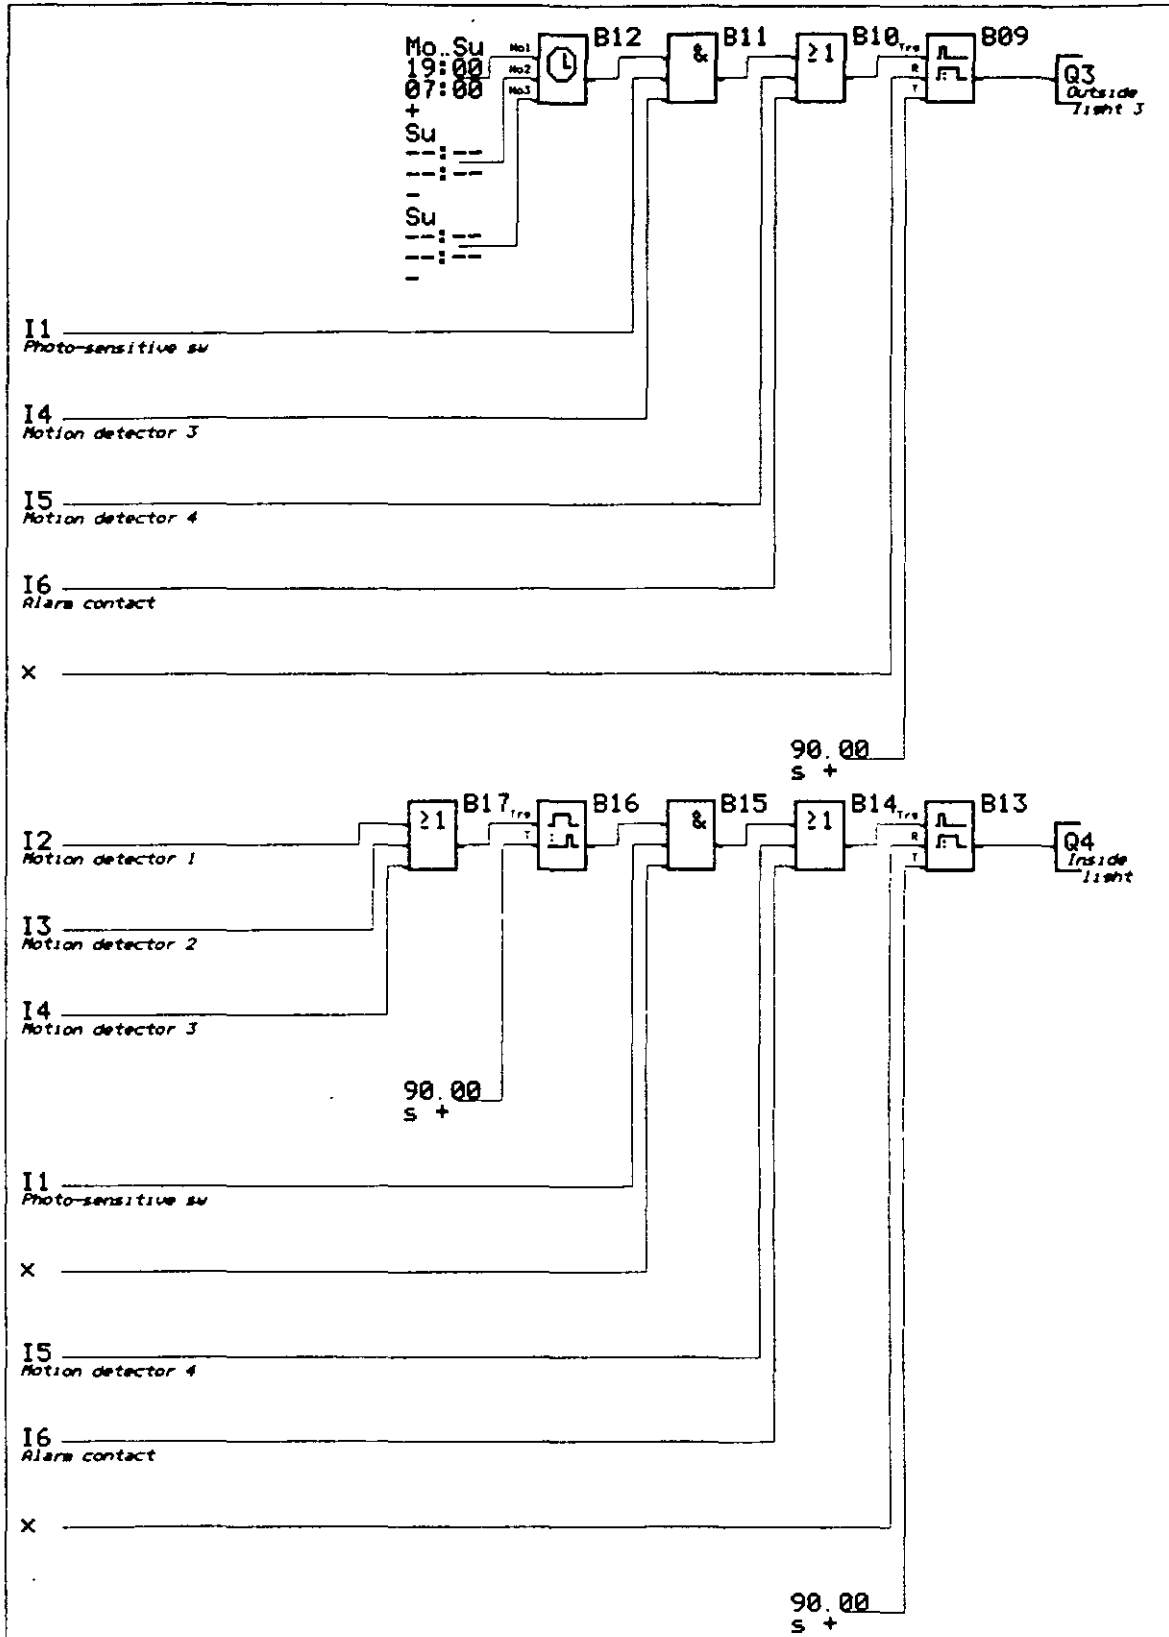 Mo..Su
19:00
07:00
+
Su
--:--
--:--
-
Su
--:--
--:--
-
No1
No2
No3
B12
&
B11
≥1
B10
Trg
R
T
B09
Q3
Outside
light 3
I1
Photo-sensitive sw
I4
Motion detector 3
I5
Motion detector 4
I6
Alarm contact
x
90.00
s +
≥1
B17
Trg
T
B16
&
B15
≥1
B14
Trg
R
T
B13
Q4
Inside
light
I2
Motion detector 1
I3
Motion detector 2
I4
Motion detector 3
90.00
s +
I1
Photo-sensitive sw
x
I5
Motion detector 4
I6
Alarm contact
x
90.00
s +